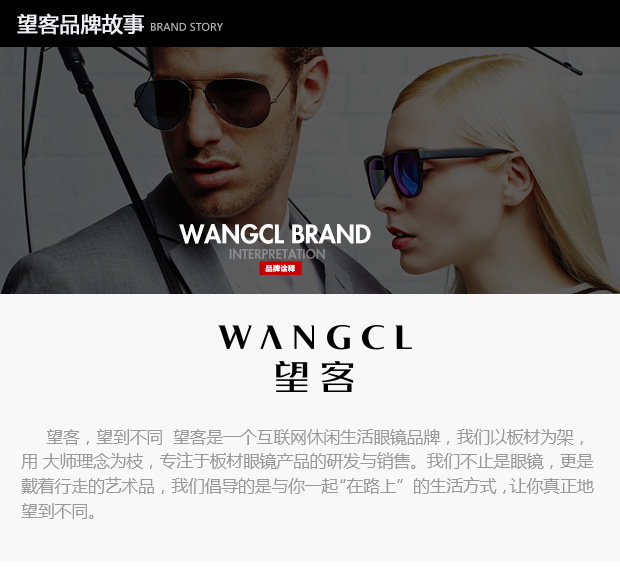 望客品牌故事 BRAND STORY
WANGCL BRAND
INTERPRETATION
品牌诠释
WANGCL
望客
望客，望到不同 望客是一个互联网休闲生活眼镜品牌，我们以板材为架，
用 大师理念为枝，专注于板材眼镜产品的研发与销售。我们不止是眼镜，更是
戴着行走的艺术品，我们倡导的是与你一起“在路上”的生活方式，让你真正地
望到不同。